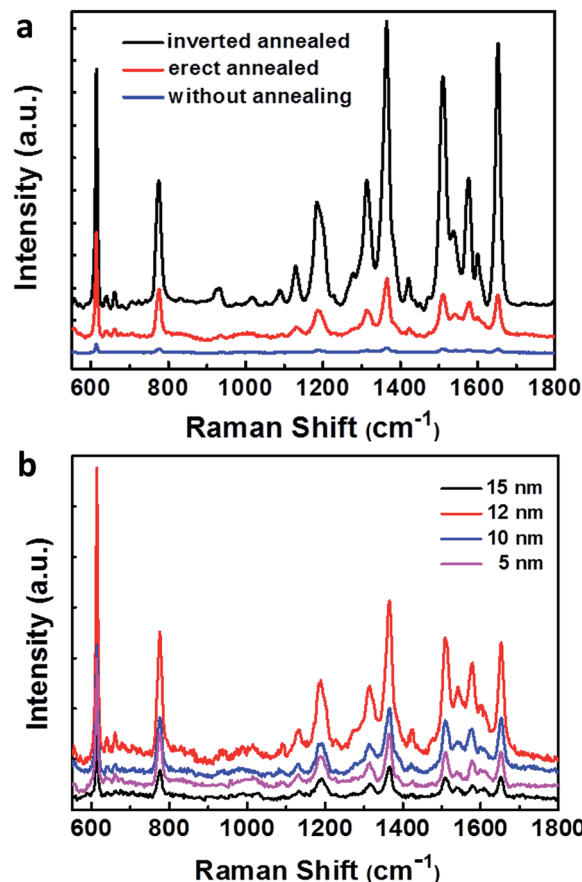 a
inverted annealed
erect annealed
without annealing
Intensity (a.u.)
600 800 1000 1200 1400 1600 1800
Raman Shift (cm⁻¹)
b
15 nm
12 nm
10 nm
5 nm
Intensity (a.u.)
600 800 1000 1200 1400 1600 1800
Raman Shift (cm⁻¹)